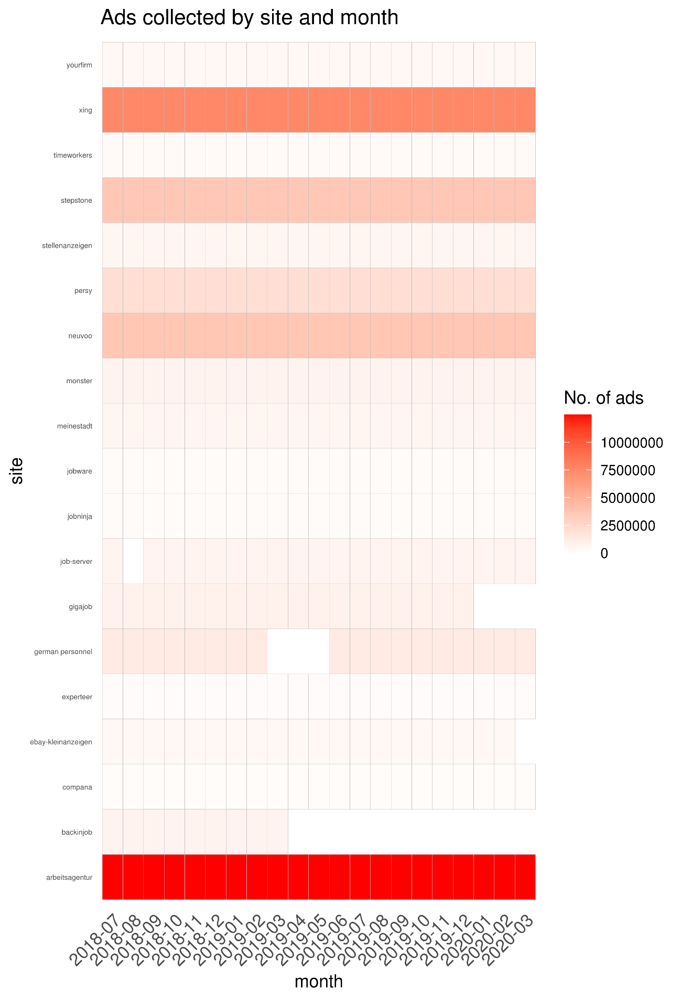 Ads collected by site and month
yourfirm
xing
timeworkers
stepstone
stellenanzeigen
persy
neuvoo
monster
meinestadt
jobware
jobninja
job-server
gigajob
german personnel
experteer
ebay-kleinanzeigen
compana
backinjob
arbeitsagentur
site
2018-07
2018-08
2018-09
2018-10
2018-11
2018-12
2019-01
2019-02
2019-03
2019-04
2019-05
2019-06
2019-07
2019-08
2019-09
2019-10
2019-11
2019-12
2020-01
2020-02
2020-03
month
No. of ads
10000000
7500000
5000000
2500000
0